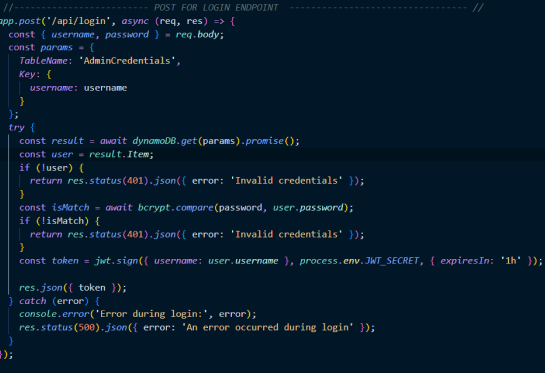 //------------------------ POST FOR LOGIN ENDPOINT -------------------------------- //
app.post('/api/login', async (req, res) => {
  const { username, password } = req.body;
  const params = {
    TableName: 'AdminCredentials',
    Key: {
      username: username
    }
  };
  try {
    const result = await dynamoDB.get(params).promise();
    const user = result.Item;
    if (!user) {
      return res.status(401).json({ error: 'Invalid credentials' });
    }
    const isMatch = await bcrypt.compare(password, user.password);
    if (!isMatch) {
      return res.status(401).json({ error: 'Invalid credentials' });
    }
    const token = jwt.sign({ username: user.username }, process.env.JWT_SECRET, { expiresIn: '1h' });

    res.json({ token });
  } catch (error) {
    console.error('Error during login:', error);
    res.status(500).json({ error: 'An error occurred during login' });
  }
});